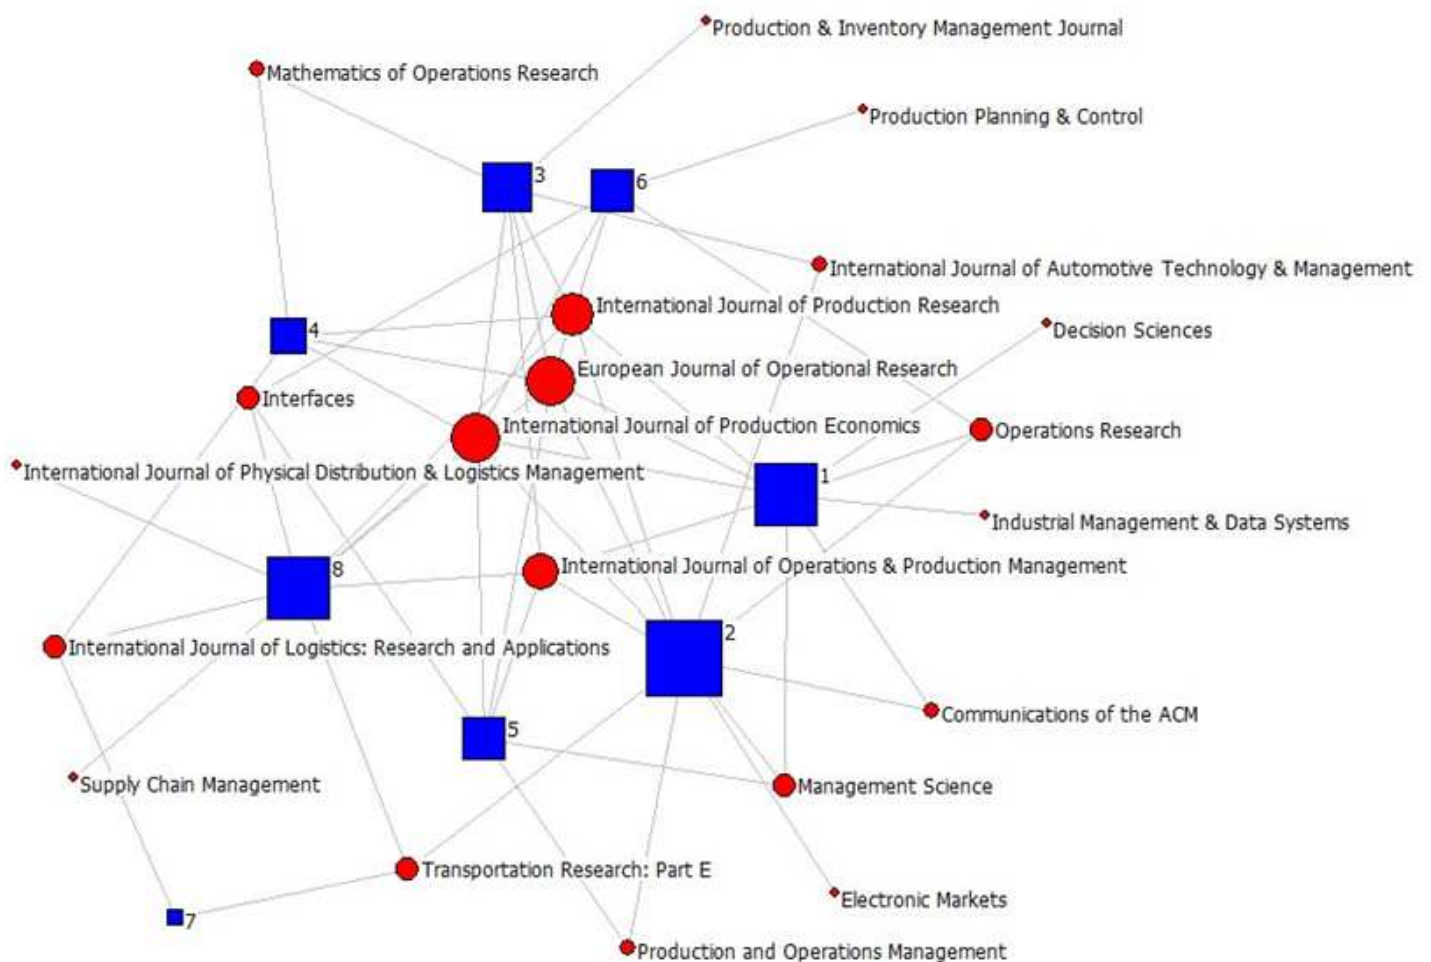 Production & Inventory Management Journal
Mathematics of Operations Research
Production Planning & Control
3
6
International Journal of Automotive Technology & Management
International Journal of Production Research
4
Decision Sciences
European Journal of Operational Research
Interfaces
International Journal of Production Economics
Operations Research
International Journal of Physical Distribution & Logistics Management
1
Industrial Management & Data Systems
8
International Journal of Operations & Production Management
2
International Journal of Logistics: Research and Applications
Communications of the ACM
5
Supply Chain Management
Management Science
Transportation Research: Part E
Electronic Markets
7
Production and Operations Management